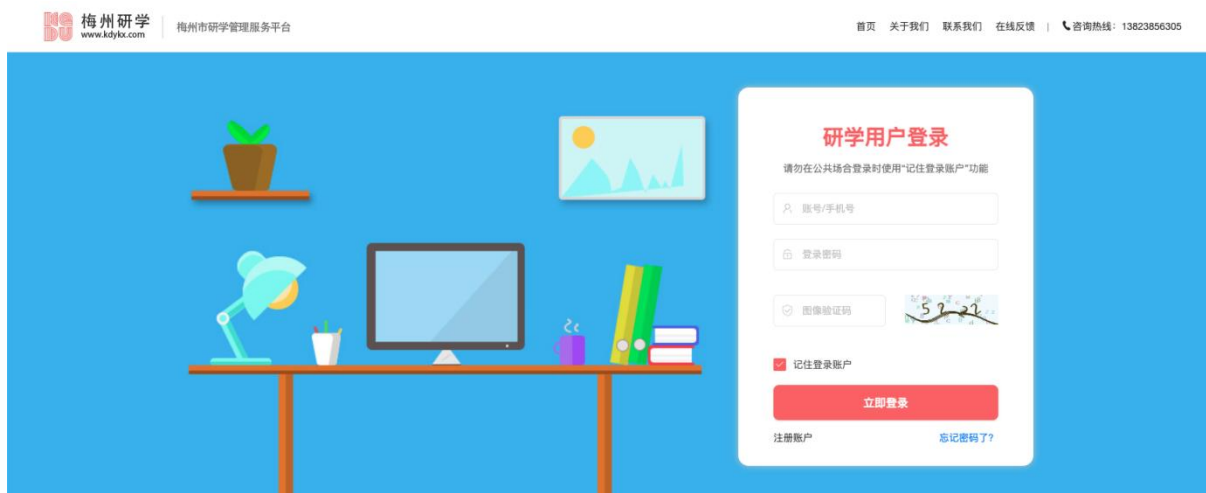 梅州研学
www.kdykx.com
梅州市研学管理服务平台
首页 关于我们 联系我们 在线反馈 | 咨询热线：13823856305
研学用户登录
请勿在公共场合登录时使用“记住登录账户”功能
账号/手机号
登录密码
图像验证码
记住登录账户
立即登录
注册账户 忘记密码了?